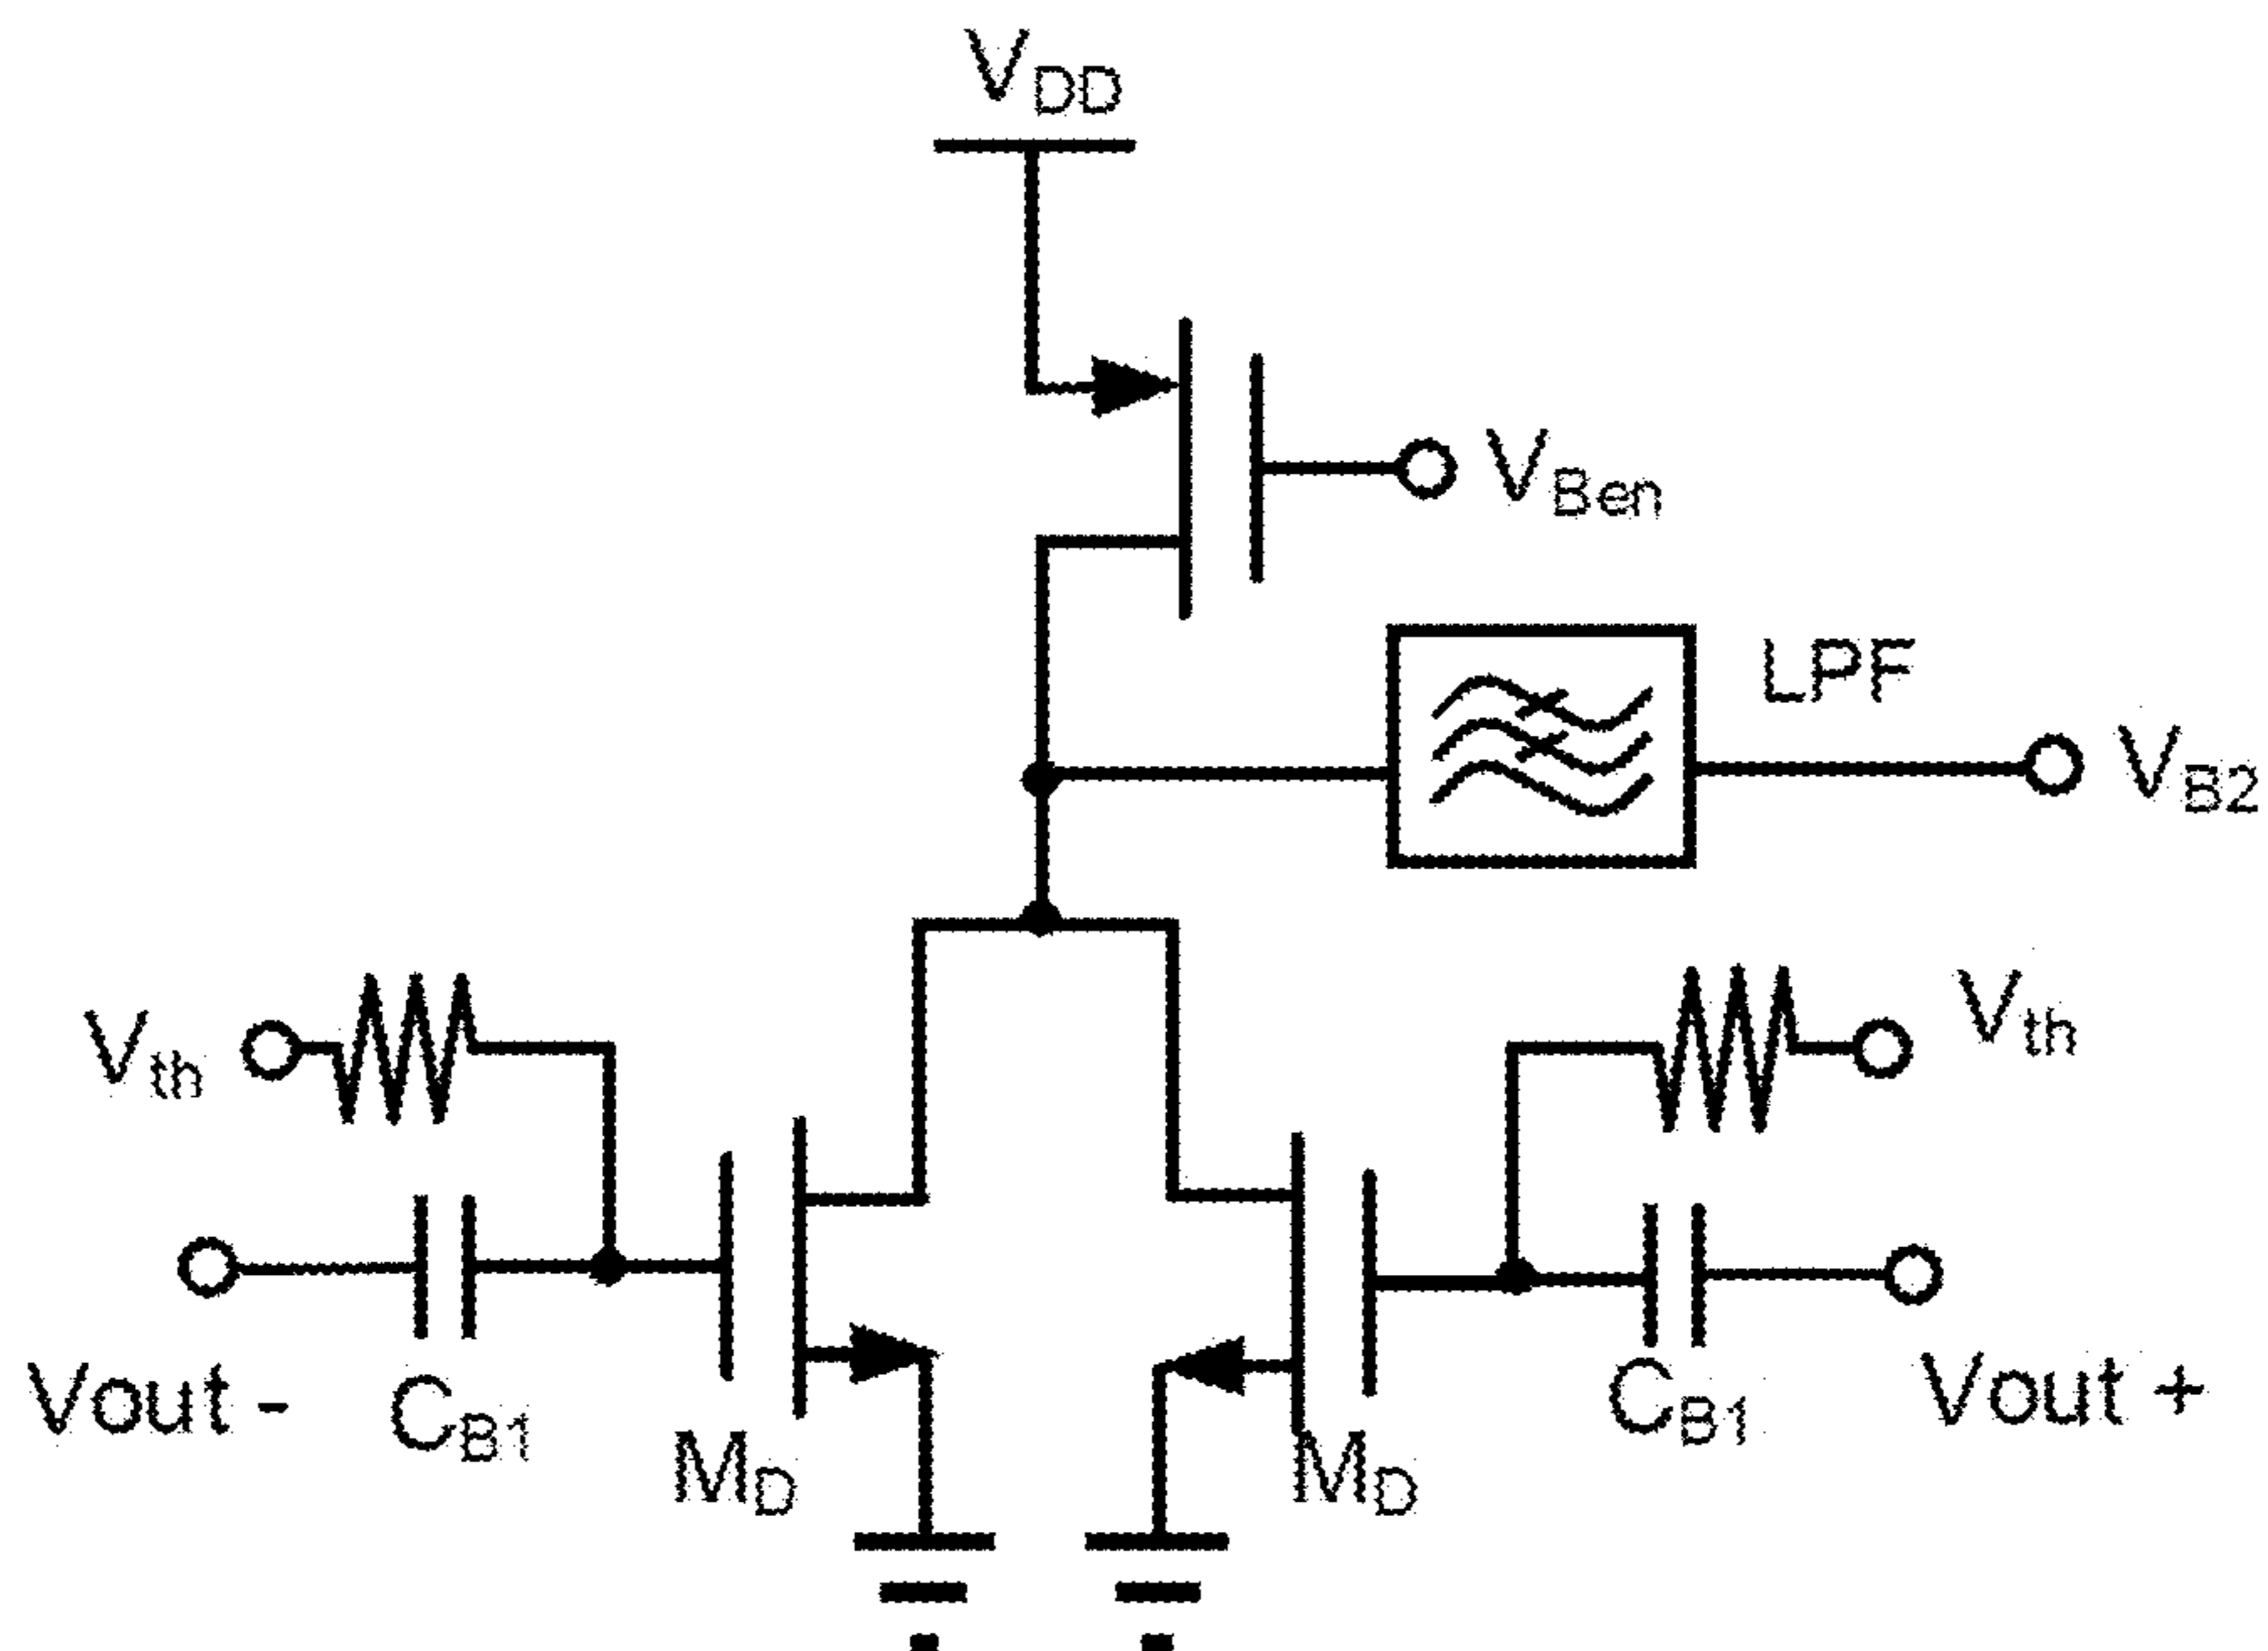 VDD
VBen
LPF
VB2
Vth
Vth
Vout -
CB1
MD
MD
CB1
Vout +